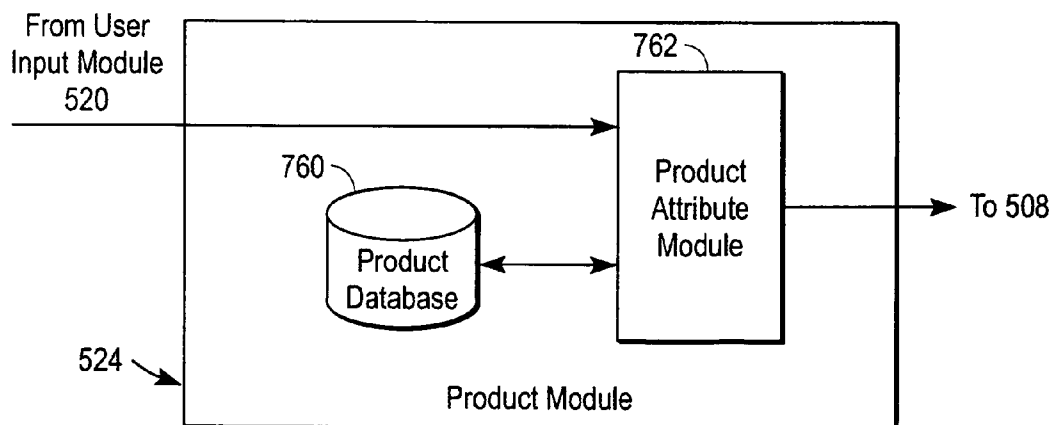 From User
Input Module
520
762
760
Product
Attribute
Module
To 508
Product
Database
524
Product Module